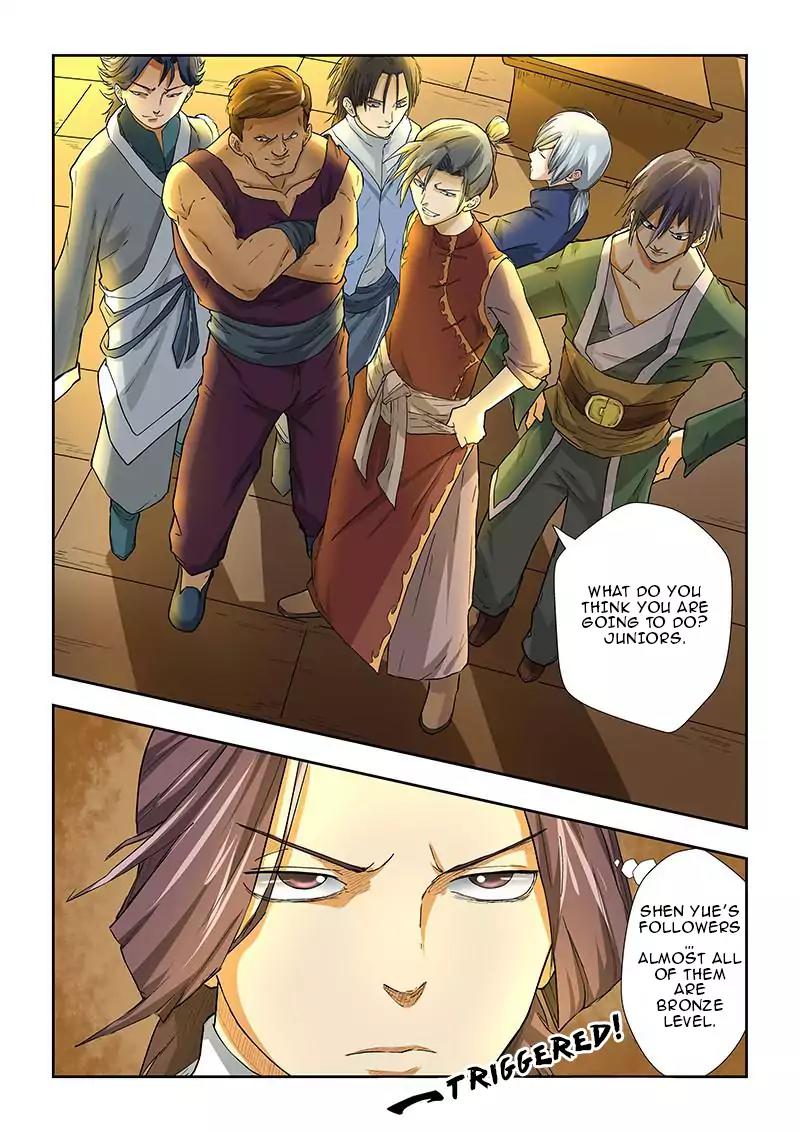 WHAT DO YOU
THINK YOU ARE
GOING TO DO?
JUNIORS.
SHEN YUE'S
FOLLOWERS
...
ALMOST ALL
OF THEM
ARE
BRONZE
LEVEL.
TRIGGERED!